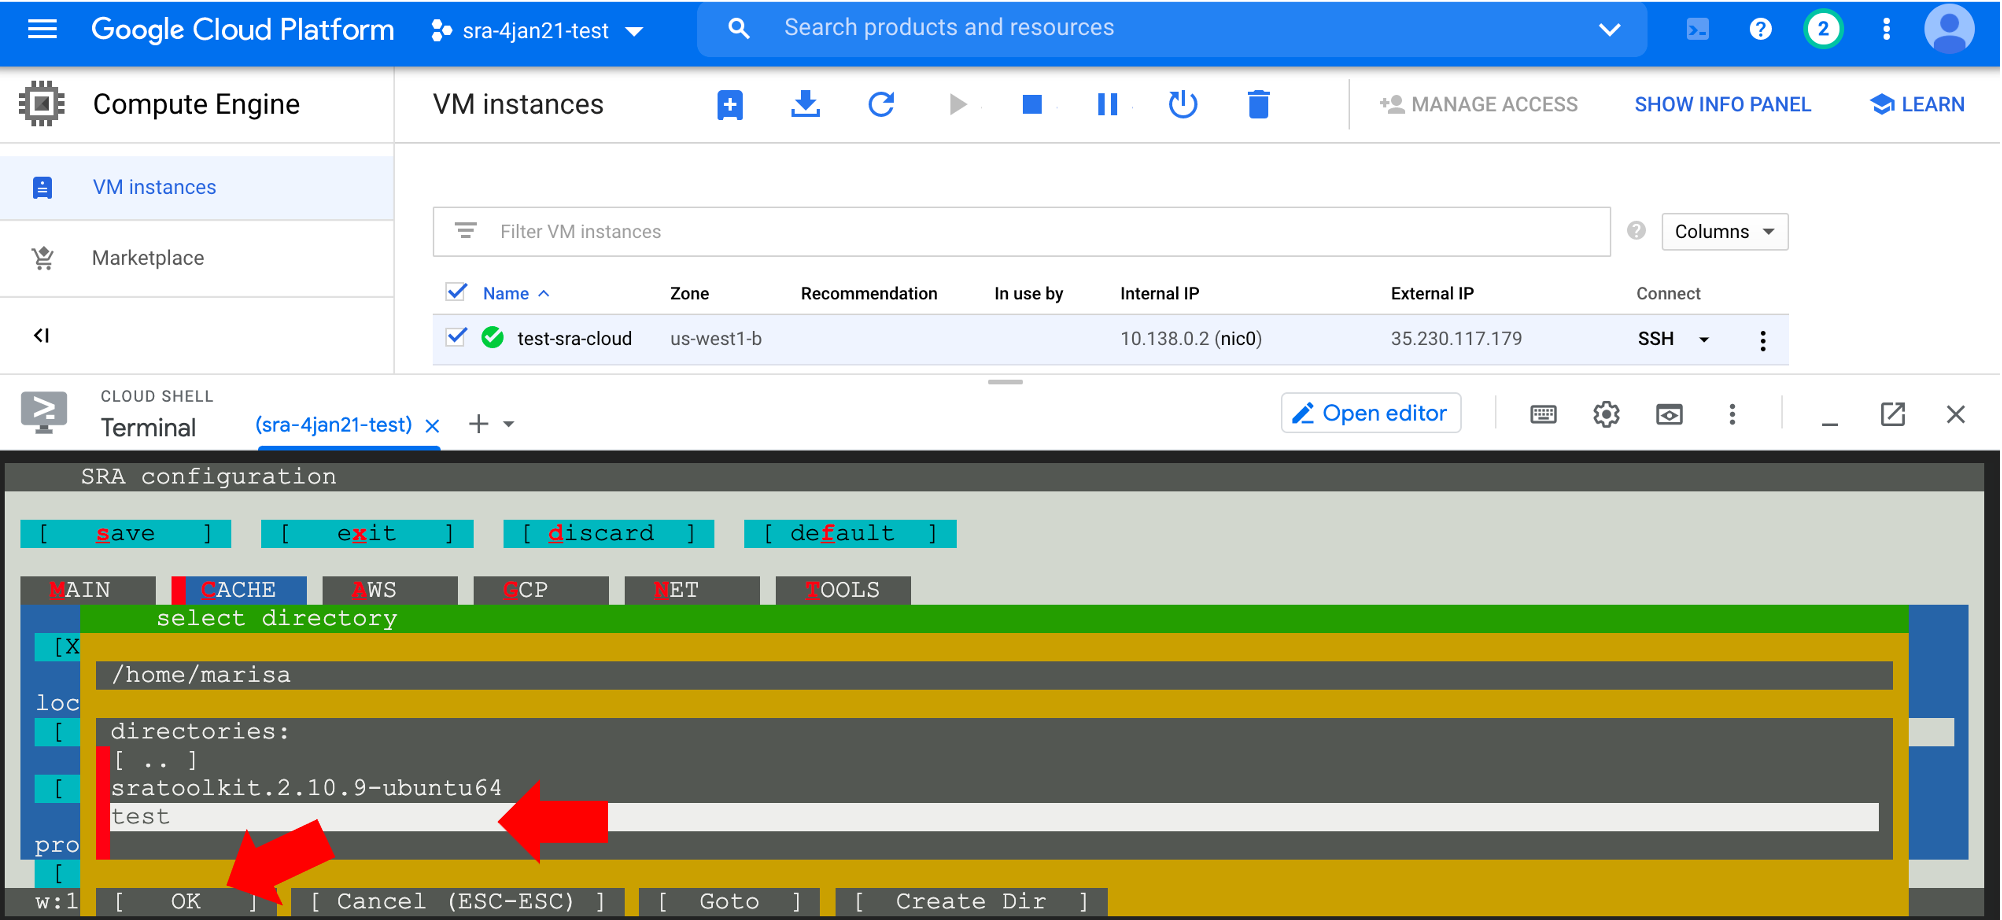 Google Cloud Platform sra-4jan21-test Search products and resources 2
Compute Engine VM instances MANAGE ACCESS SHOW INFO PANEL LEARN
VM instances
Marketplace
Filter VM instances Columns
Name Zone Recommendation In use by Internal IP External IP Connect
test-sra-cloud us-west1-b 10.138.0.2 (nic0) 35.230.117.179 SSH
CLOUD SHELL
Terminal (sra-4jan21-test) Open editor
SRA configuration
[ save ] [ exit ] [ discard ] [ default ]
MAIN CACHE AWS GCP NET TOOLS
select directory
[X
/home/marisa
loc
[ directories:
[ .. ]
[ sratoolkit.2.10.9-ubuntu64
test
pro
[
w:1 [ OK ] [ Cancel (ESC-ESC) ] [ Goto ] [ Create Dir ]